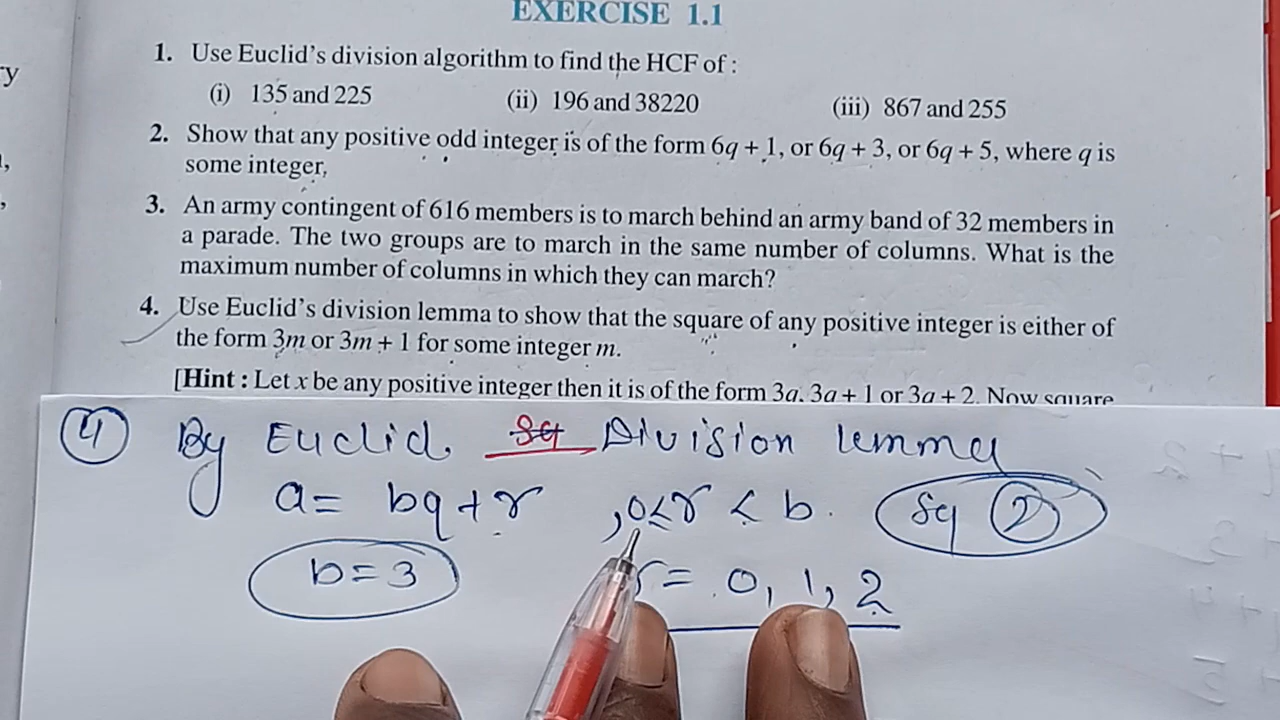 EXERCISE 1.1
1. Use Euclid's division algorithm to find the HCF of :
(i) 135 and 225 (ii) 196 and 38220 (iii) 867 and 255
2. Show that any positive odd integer is of the form 6q + 1, or 6q + 3, or 6q + 5, where q is
some integer,
3. An army contingent of 616 members is to march behind an army band of 32 members in
a parade. The two groups are to march in the same number of columns. What is the
maximum number of columns in which they can march?
4. Use Euclid's division lemma to show that the square of any positive integer is either of
the form 3m or 3m + 1 for some integer m.
[Hint : Let x be any positive integer then it is of the form 3q, 3q + 1 or 3q + 2. Now square
4 By Euclid Division lemma
a = bq + r , 0 ≤ r < b. Sq 2
b = 3 r = 0, 1, 2